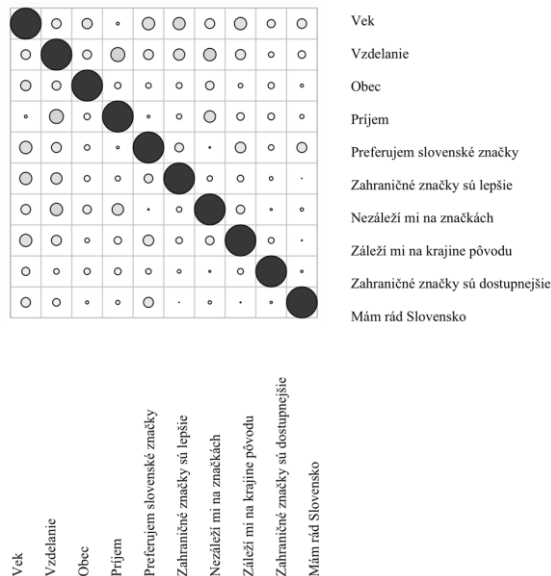 Vek
Vzdelanie
Obec
Príjem
Preferujem slovenské značky
Zahraničné značky sú lepšie
Nezáleží mi na značkách
Záleží mi na krajine pôvodu
Zahraničné značky sú dostupnejšie
Mám rád Slovensko
Vek
Vzdelanie
Obec
Príjem
Preferujem slovenské značky
Zahraničné značky sú lepšie
Nezáleží mi na značkách
Záleží mi na krajine pôvodu
Zahraničné značky sú dostupnejšie
Mám rád Slovensko